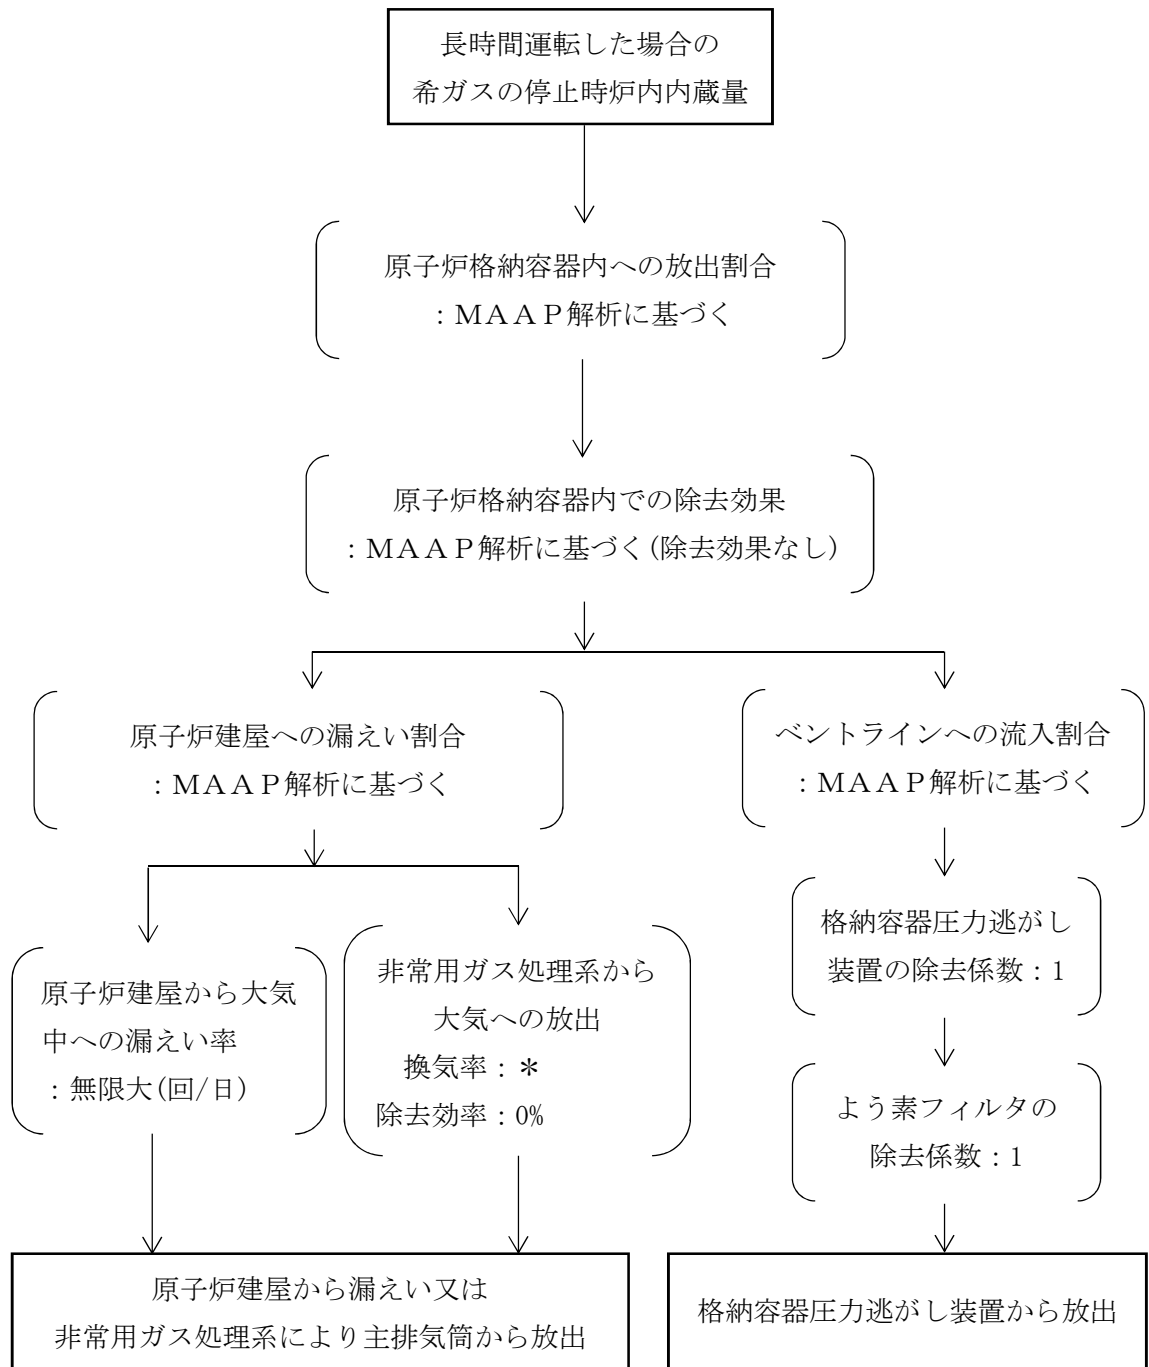 長時間運転した場合の
希ガスの停止時炉内内蔵量
原子炉格納容器内への放出割合
：ＭＡＡＰ解析に基づく
原子炉格納容器内での除去効果
：ＭＡＡＰ解析に基づく(除去効果なし)
原子炉建屋への漏えい割合
：ＭＡＡＰ解析に基づく
ベントラインへの流入割合
：ＭＡＡＰ解析に基づく
原子炉建屋から大気
中への漏えい率
：無限大(回/日)
非常用ガス処理系から
大気への放出
換気率：＊
除去効率：0%
格納容器圧力逃がし
装置の除去係数：1
よう素フィルタの
除去係数：1
原子炉建屋から漏えい又は
非常用ガス処理系により主排気筒から放出
格納容器圧力逃がし装置から放出